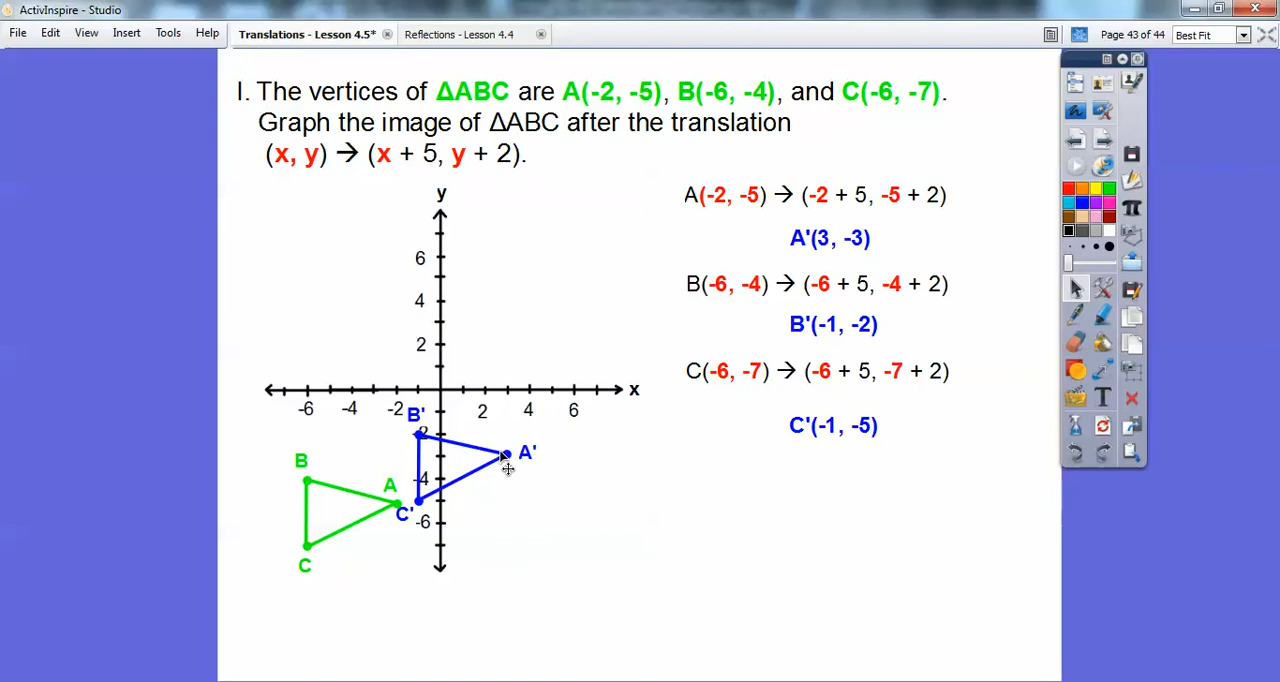 ActivInspire - Studio
File Edit View Insert Tools Help
Translations - Lesson 4.5* Reflections - Lesson 4.4
Page 43 of 44 Best Fit
I. The vertices of ΔABC are A(-2, -5), B(-6, -4), and C(-6, -7).
Graph the image of ΔABC after the translation
(x, y) → (x + 5, y + 2).
y
A(-2, -5) → (-2 + 5, -5 + 2)
A'(3, -3)
6
B(-6, -4) → (-6 + 5, -4 + 2)
4
B'(-1, -2)
2
C(-6, -7) → (-6 + 5, -7 + 2)
x
-6 -4 -2 2 4 6
B'
C'(-1, -5)
-2
A'
B
-4
A
C'
-6
C
π
T